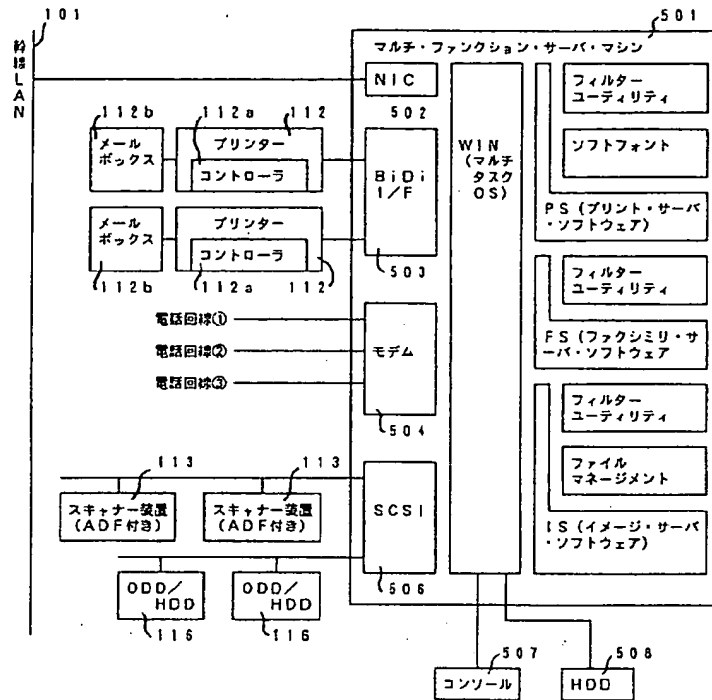 101
幹線LAN
501
マルチ・ファンクション・サーバ・マシン
NIC
502
112b
メール
ボックス
112a
112
プリンター
コントローラ
BiDi
I/F
503
メール
ボックス
112b
プリンター
コントローラ
112a
112
電話回線①
電話回線②
電話回線③
モデム
504
113
スキャナー装置
(ADF付き)
113
スキャナー装置
(ADF付き)
SCSI
506
ODD/
HDD
116
ODD/
HDD
116
WIN
(マルチ
タスク
OS)
フィルター
ユーティリティ
ソフトフォント
PS(プリント・サーバ
・ソフトウェア)
フィルター
ユーティリティ
FS(ファクシミリ・サ
ーバ・ソフトウェア
フィルター
ユーティリティ
ファイル
マネージメント
IS(イメージ・サーバ
・ソフトウェア)
507
コンソール
508
HDD